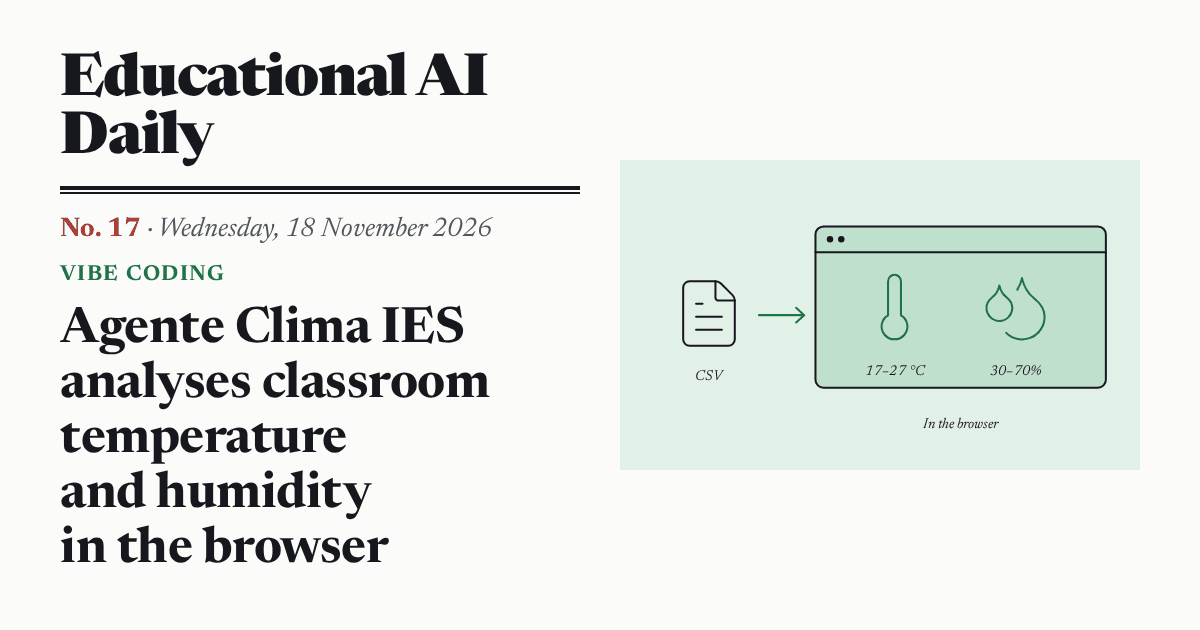 Educational AI
Daily
No. 17 · Wednesday, 18 November 2026
VIBE CODING
Agente Clima IES
analyses classroom
temperature
and humidity
in the browser
CSV
17–27 °C
30–70%
In the browser